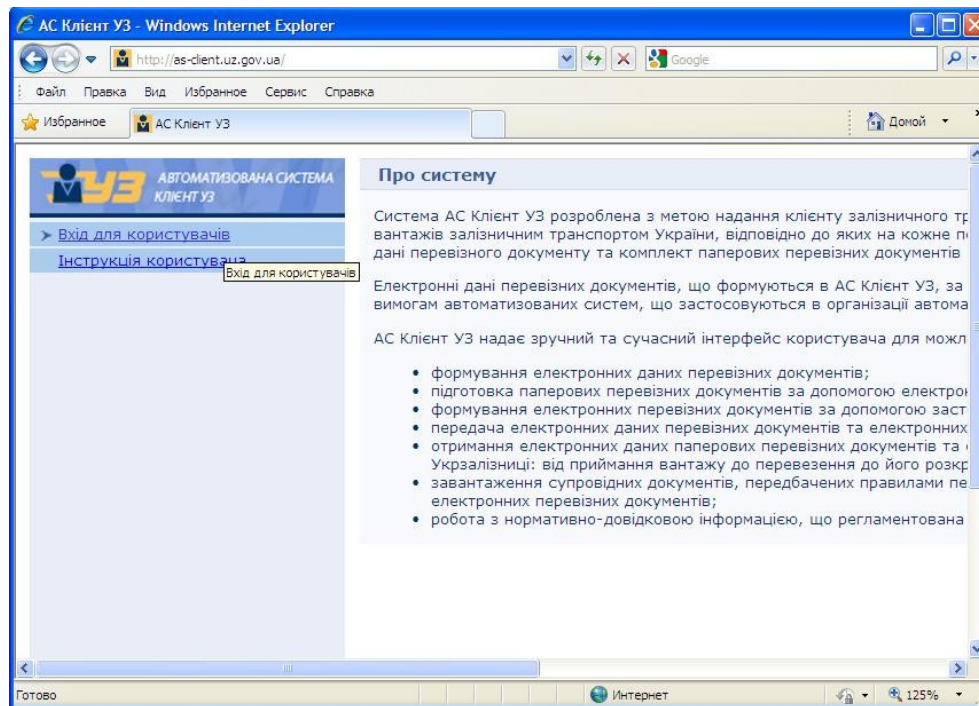 АС Клієнт УЗ - Windows Internet Explorer
http://as-client.uz.gov.ua/
Google
Файл Правка Вид Избранное Сервис Справка
Избранное
АС Клієнт УЗ
Домой
УЗ
АВТОМАТИЗОВАНА СИСТЕМА
КЛІЄНТ УЗ
Вхід для користувачів
Інструкція користувача
Вхід для користувачів
Про систему
Система АС Клієнт УЗ розроблена з метою надання клієнту залізничного
вантажів залізничним транспортом України, відповідно до яких на кожне
дані перевізного документу та комплект паперових перевізних документів
Електронні дані перевізних документів, що формуються в АС Клієнт УЗ, за
вимогам автоматизованих систем, що застосовуються в організації автома
АС Клієнт УЗ надає зручний та сучасний інтерфейс користувача для можл
• формування електронних даних перевізних документів;
• підготовка паперових перевізних документів за допомогою електро
• формування електронних перевізних документів за допомогою заст
• передача електронних даних перевізних документів та електронних
• отримання електронних даних паперових перевізних документів та
Укрзалізниці: від приймання вантажу до перевезення до його розкр
• завантаження супровідних документів, передбачених правилами пе
електронних перевізних документів;
• робота з нормативно-довідковою інформацією, що регламентована
Готово
Интернет
125%